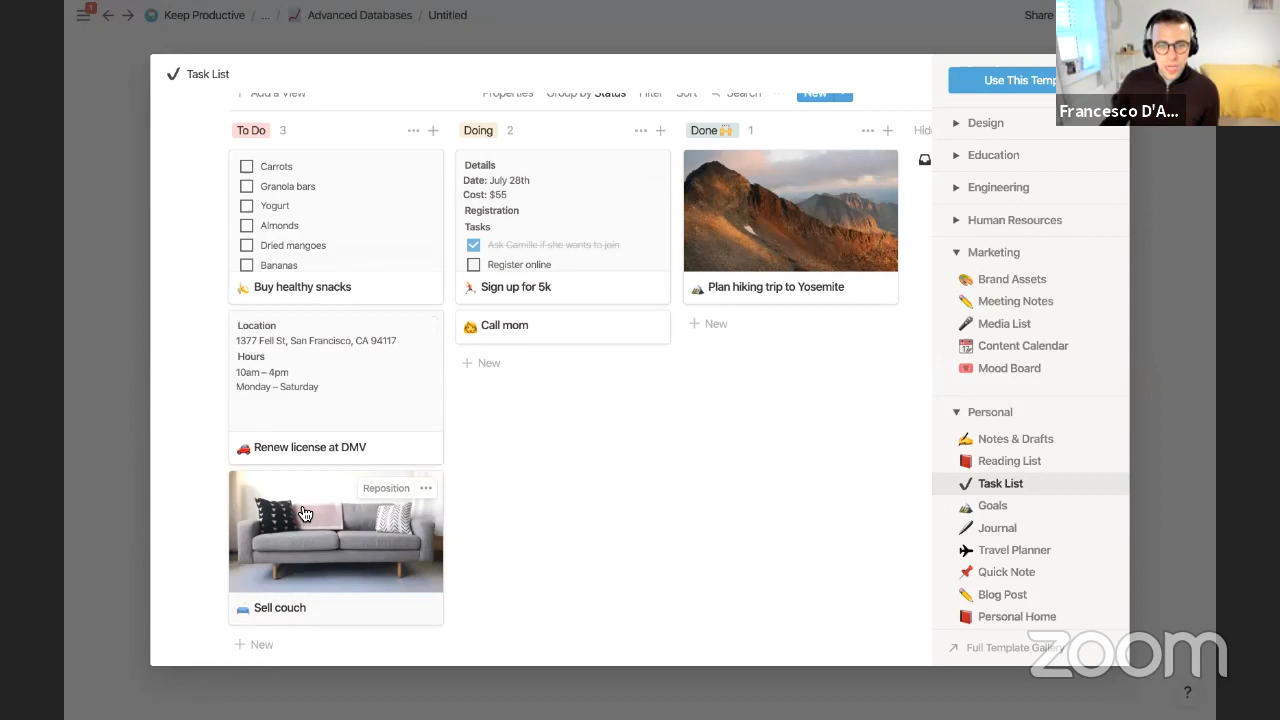 1
Keep Productive / ... / Advanced Databases / Untitled
Share
Francesco D'A...
Task List
Use This Temp
Add a View
Properties Group by Status Filter Sort Search New
To Do 3
Doing 2
Done 🙌 1
Hid
Carrots
Granola bars
Yogurt
Almonds
Dried mangoes
Bananas
Buy healthy snacks
Location
1377 Fell St, San Francisco, CA 94117
Hours
10am – 4pm
Monday – Saturday
Renew license at DMV
Reposition
Sell couch
New
Details
Date: July 28th
Cost: $55
Registration
Tasks
Ask Camille if she wants to join
Register online
Sign up for 5k
Call mom
New
Plan hiking trip to Yosemite
New
Design
Education
Engineering
Human Resources
Marketing
Brand Assets
Meeting Notes
Media List
Content Calendar
Mood Board
Personal
Notes & Drafts
Reading List
Task List
Goals
Journal
Travel Planner
Quick Note
Blog Post
Personal Home
Full Template Gallery
zoom
?